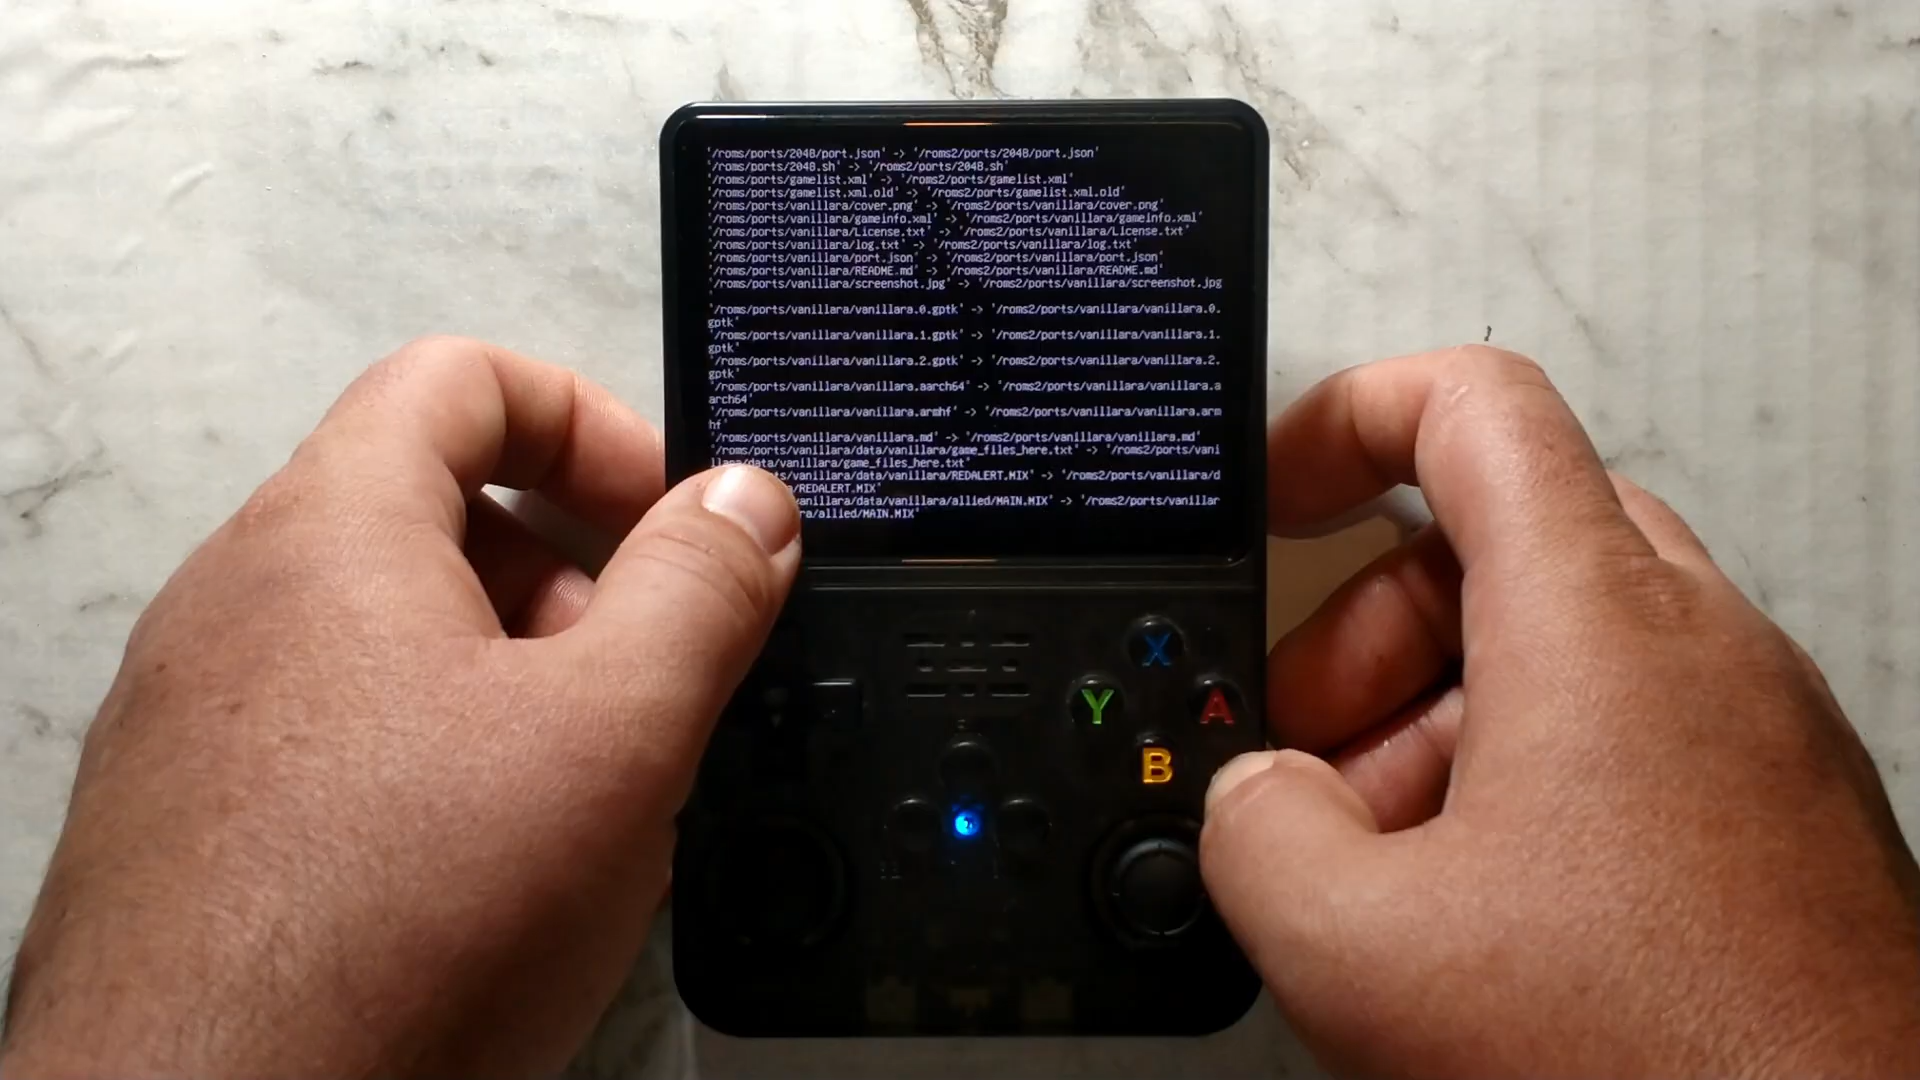 '/roms/ports/2048/port.json' -> '/roms2/ports/2048/port.json'
'/roms/ports/2048.sh' -> '/roms2/ports/2048.sh'
'/roms/ports/gamelist.xml' -> '/roms2/ports/gamelist.xml'
'/roms/ports/gamelist.xml.old' -> '/roms2/ports/gamelist.xml.old'
'/roms/ports/vanillara/cover.png' -> '/roms2/ports/vanillara/cover.png'
'/roms/ports/vanillara/gameinfo.xml' -> '/roms2/ports/vanillara/gameinfo.xml'
'/roms/ports/vanillara/License.txt' -> '/roms2/ports/vanillara/License.txt'
'/roms/ports/vanillara/log.txt' -> '/roms2/ports/vanillara/log.txt'
'/roms/ports/vanillara/port.json' -> '/roms2/ports/vanillara/port.json'
'/roms/ports/vanillara/README.md' -> '/roms2/ports/vanillara/README.md'
'/roms/ports/vanillara/screenshot.jpg' -> '/roms2/ports/vanillara/screenshot.jpg
'
'/roms/ports/vanillara/vanillara.0.gptk' -> '/roms2/ports/vanillara/vanillara.0.
gptk'
'/roms/ports/vanillara/vanillara.1.gptk' -> '/roms2/ports/vanillara/vanillara.1.
gptk'
'/roms/ports/vanillara/vanillara.2.gptk' -> '/roms2/ports/vanillara/vanillara.2.
gptk'
'/roms/ports/vanillara/vanillara.aarch64' -> '/roms2/ports/vanillara/vanillara.a
arch64'
'/roms/ports/vanillara/vanillara.armhf' -> '/roms2/ports/vanillara/vanillara.arm
hf'
'/roms/ports/vanillara/vanillara.md' -> '/roms2/ports/vanillara/vanillara.md'
'/roms/ports/vanillara/data/vanillara/game_files_here.txt' -> '/roms2/ports/vani
llara/data/vanillara/game_files_here.txt'
ts/vanillara/data/vanillara/REDALERT.MIX' -> '/roms2/ports/vanillara/d
a/REDALERT.MIX'
vanillara/data/vanillara/allied/MAIN.MIX' -> '/roms2/ports/vanillar
ra/allied/MAIN.MIX'
X
Y A
B